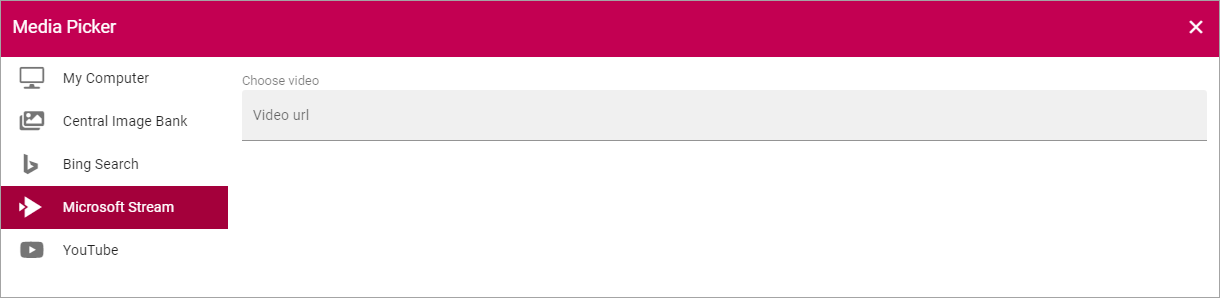 Media Picker
My Computer
Central Image Bank
Bing Search
Microsoft Stream
YouTube
Choose video
Video url